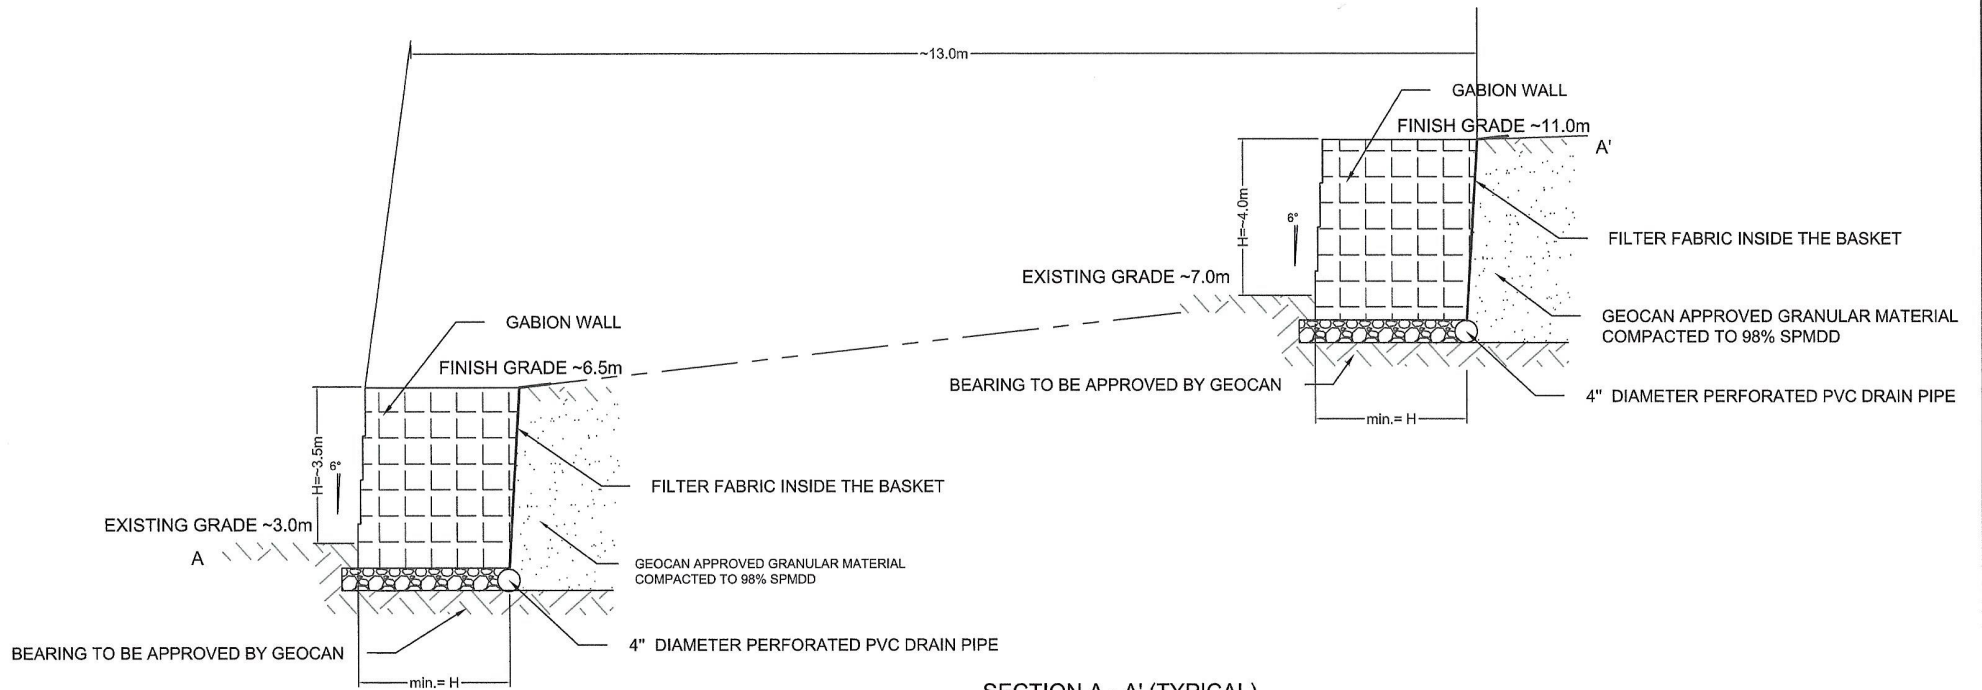 ~13.0m
GABION WALL
FINISH GRADE ~11.0m
A'
H=~4.0m
6°
FILTER FABRIC INSIDE THE BASKET
EXISTING GRADE ~7.0m
GEOCAN APPROVED GRANULAR MATERIAL
COMPACTED TO 98% SPMDD
BEARING TO BE APPROVED BY GEOCAN
4" DIAMETER PERFORATED PVC DRAIN PIPE
min.= H
GABION WALL
FINISH GRADE ~6.5m
H=~3.5m
6°
FILTER FABRIC INSIDE THE BASKET
EXISTING GRADE ~3.0m
A
GEOCAN APPROVED GRANULAR MATERIAL
COMPACTED TO 98% SPMDD
BEARING TO BE APPROVED BY GEOCAN
4" DIAMETER PERFORATED PVC DRAIN PIPE
min.= H
SECTION A - A' (TYPICAL)